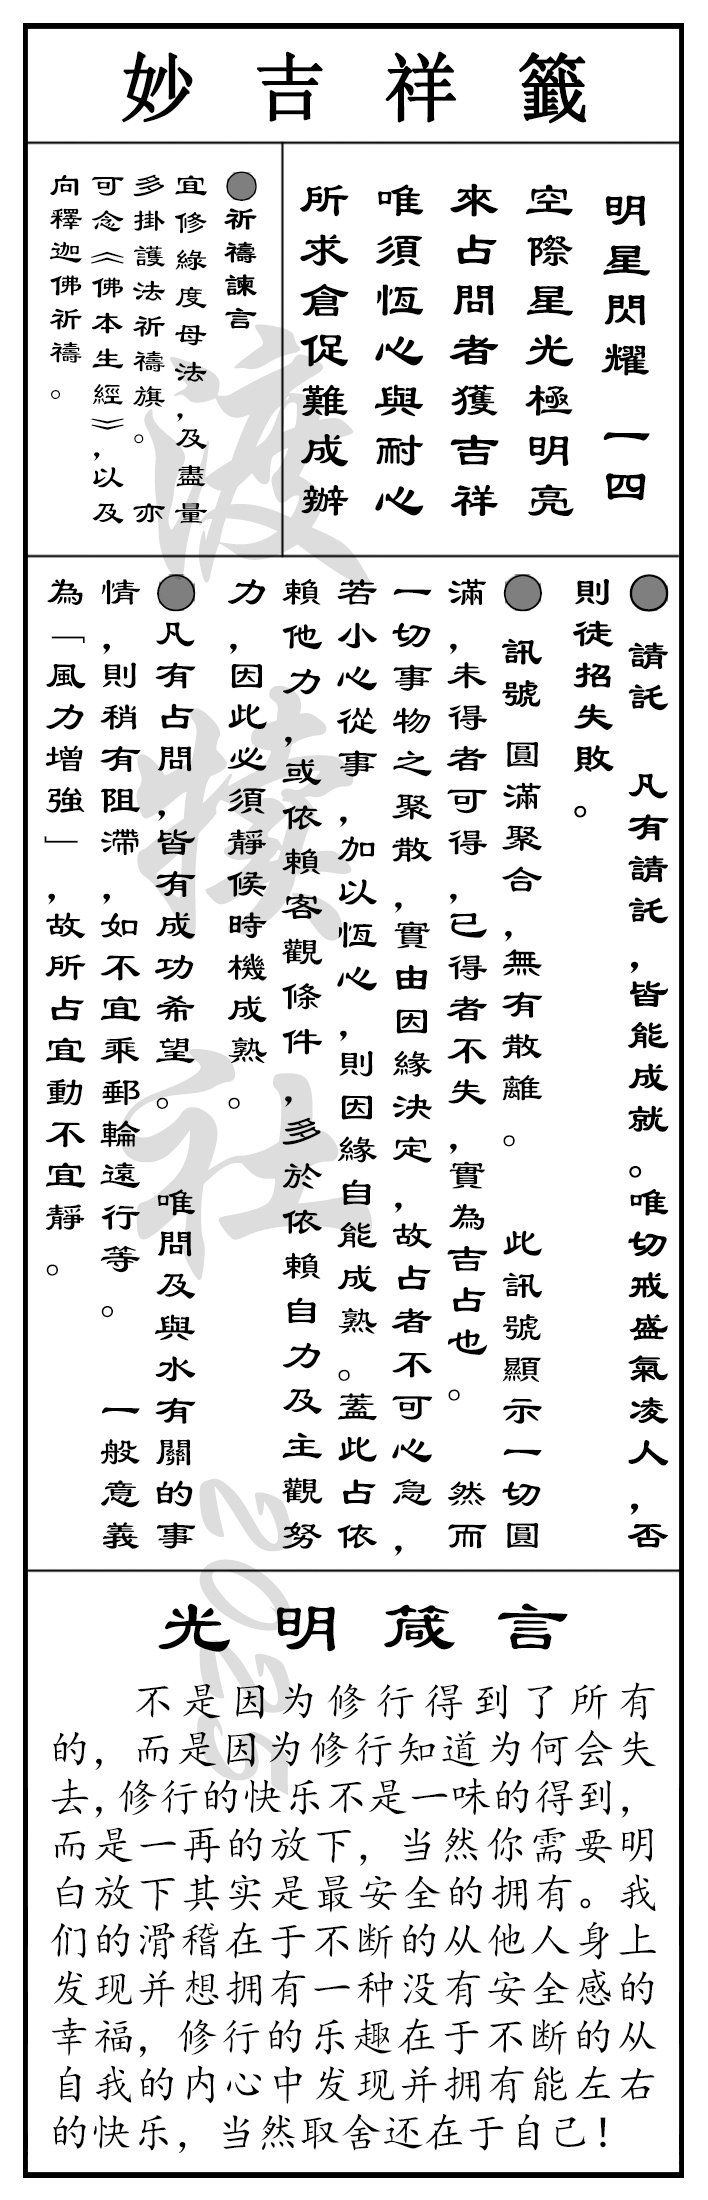 妙吉祥籤
明星閃耀 一四
空際星光極明亮
來占問者獲吉祥
唯須恆心與耐心
所求倉促難成辦
●祈禱諫言
宜修綠度母法,及盡量
多掛護法祈禱旗。亦
可念《佛本生經》,以及
向釋迦佛祈禱。
● 請託 凡有請託,皆能成就。唯切戒盛氣凌人,否
則徒招失敗。
● 訊號 圓滿聚合,無有散離。 此訊號顯示一切圓
滿,未得者可得,已得者不失,實為吉占也。 然而
一切事物之聚散,實由因緣決定,故占者不可心急,
若小心從事,加以恆心,則因緣自能成熟。蓋此占依
賴他力,或依賴客觀條件,多於依賴自力及主觀努
力,因此必須靜候時機成熟。
●凡有占問,皆有成功希望。 唯問及與水有關的事
情,則稍有阻滯,如不宜乘郵輪遠行等。 一般意義
為「風力增強」,故所占宜動不宜靜。
光明箴言
不是因为修行得到了所有
的，而是因为修行知道为何会失
去,修行的快乐不是一味的得到，
而是一再的放下，当然你需要明
白放下其实是最安全的拥有。我
们的滑稽在于不断的从他人身上
发现并想拥有一种没有安全感的
幸福，修行的乐趣在于不断的从
自我的内心中发现并拥有能左右
的快乐，当然取舍还在于自己！
渡犊社
2025